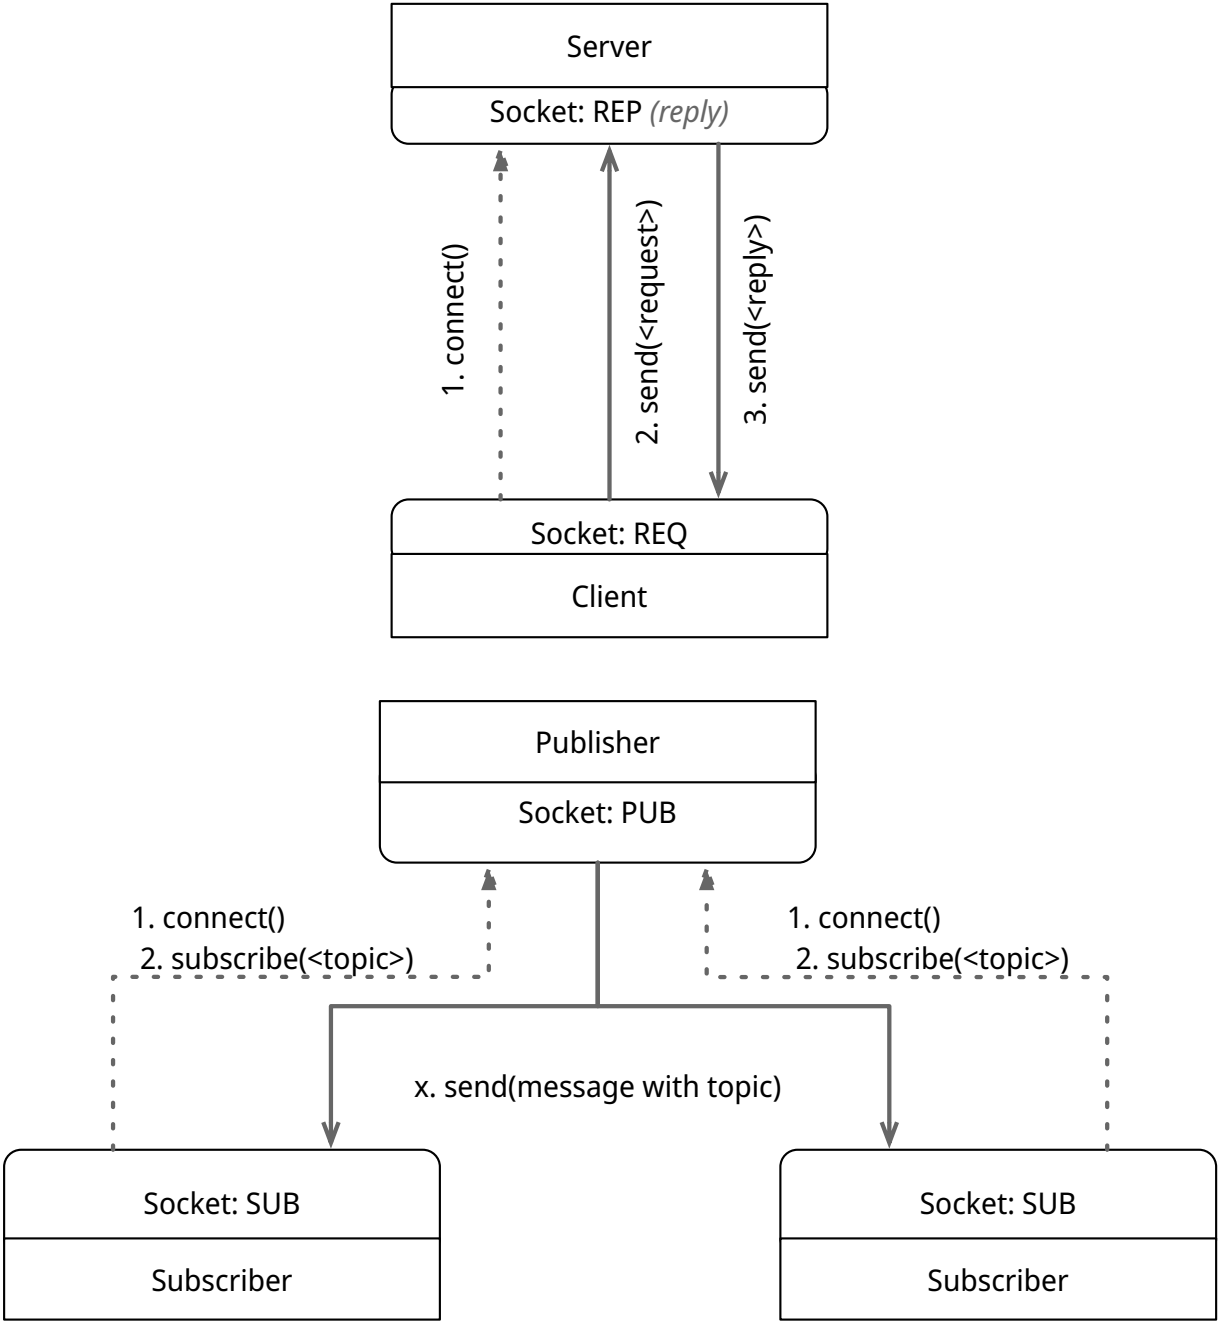 Server
Socket: REP (reply)
1. connect()
2. send(<request>)
3. send(<reply>)
Socket: REQ
Client
Publisher
Socket: PUB
1. connect()
2. subscribe(<topic>)
1. connect()
2. subscribe(<topic>)
x. send(message with topic)
Socket: SUB
Subscriber
Socket: SUB
Subscriber